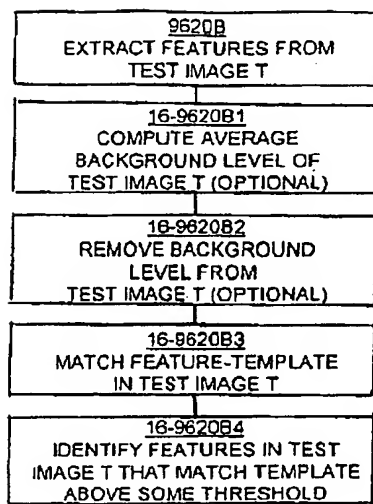 9620B
EXTRACT FEATURES FROM
TEST IMAGE T
16-9620B1
COMPUTE AVERAGE
BACKGROUND LEVEL OF
TEST IMAGE T (OPTIONAL)
16-9620B2
REMOVE BACKGROUND
LEVEL FROM
TEST IMAGE T (OPTIONAL)
16-9620B3
MATCH FEATURE-TEMPLATE
IN TEST IMAGE T
16-9620B4
IDENTIFY FEATURES IN TEST
IMAGE T THAT MATCH TEMPLATE
ABOVE SOME THRESHOLD